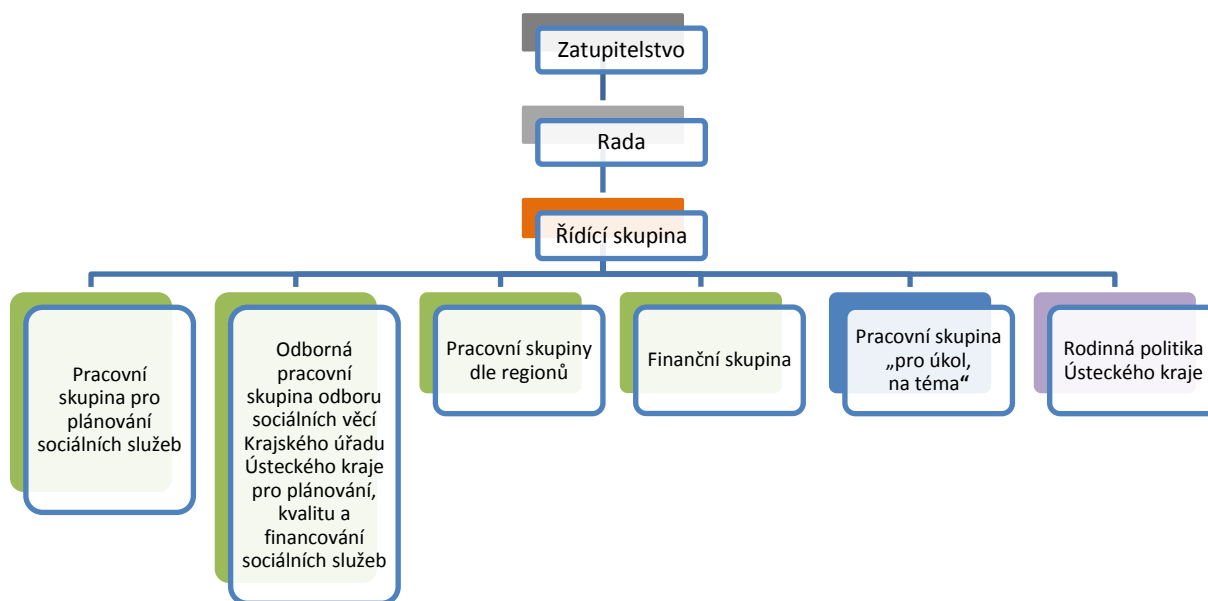 Zatupitelstvo
Rada
Řídící skupina
Pracovní
skupina pro
plánování
sociálních služeb
Odborná
pracovní
skupina odboru
sociálních věcí
Krajského úřadu
Ústeckého kraje
pro plánování,
kvalitu a
financování
sociálních služeb
Pracovní skupiny
dle regionů
Finanční skupina
Pracovní skupina
„pro úkol,
na téma“
Rodinná politika
Ústeckého kraje